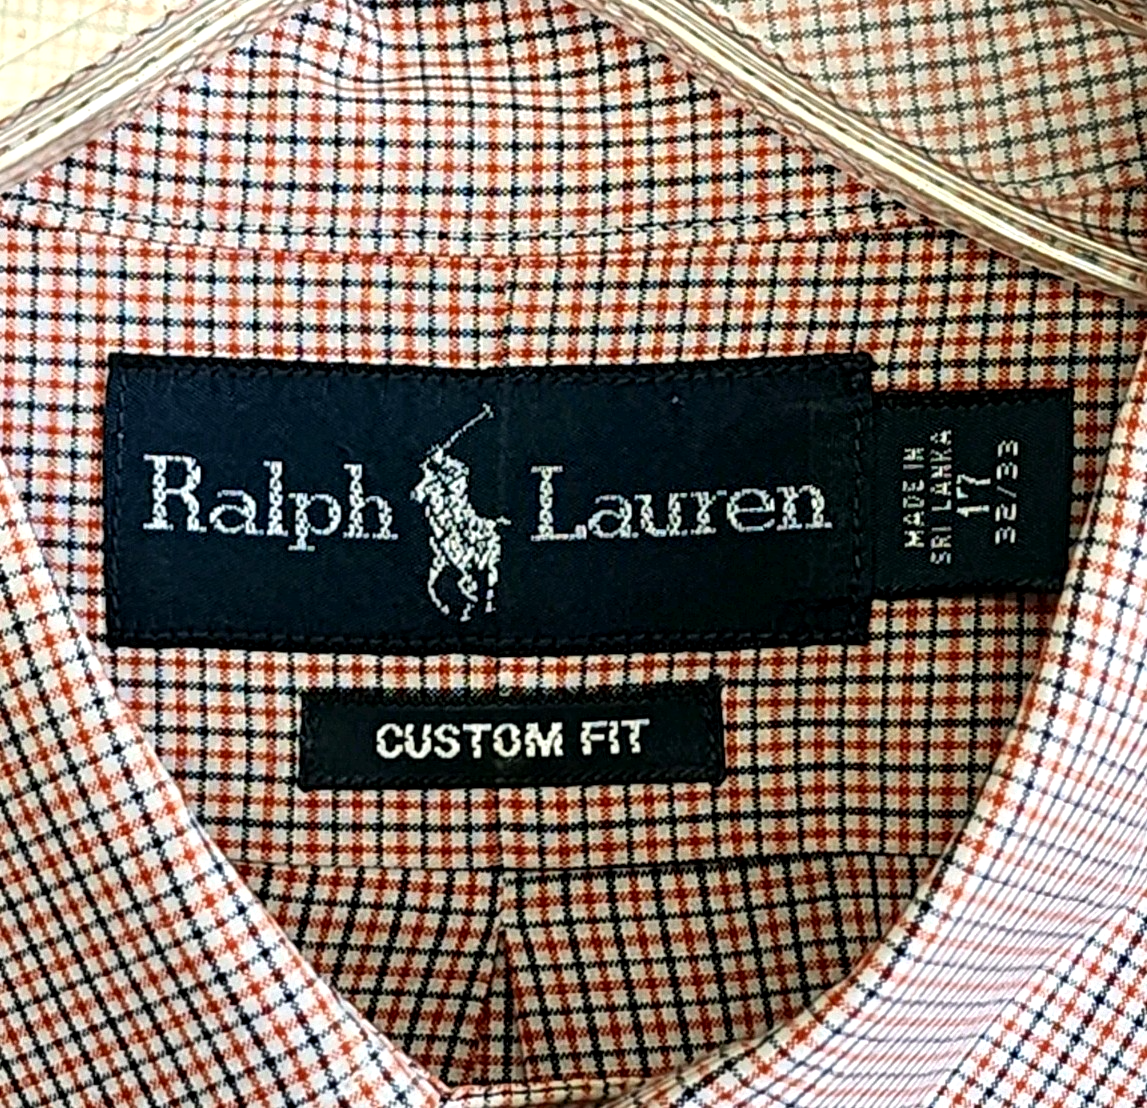 Ralph Lauren
MADE IN
SRI LANKA
17
32/33
CUSTOM FIT